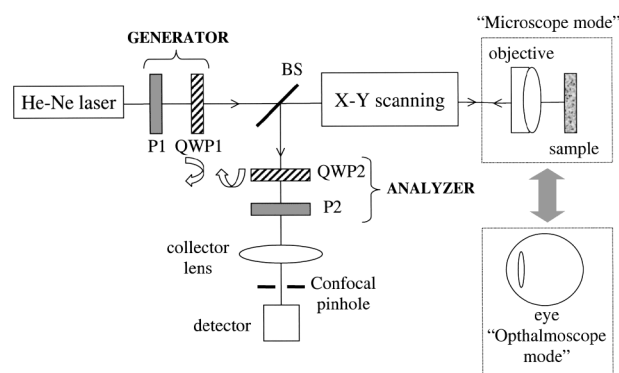 "Microscope mode"
GENERATOR
objective
BS
He-Ne laser
X-Y scanning
P1
QWP1
sample
QWP2
ANALYZER
P2
collector
lens
Confocal
pinhole
detector
eye
"Opthalmoscope
mode"